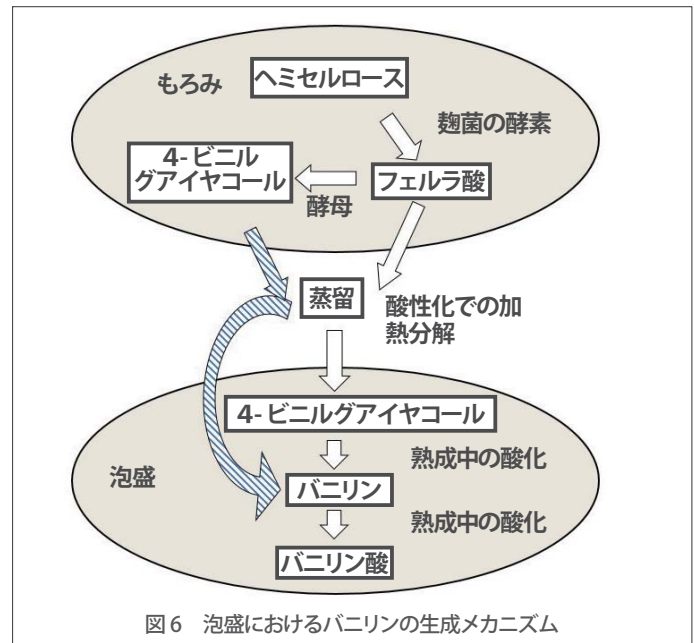 もろみ
ヘミセルロース
麹菌の酵素
4- ビニル
グアイヤコール
フェルラ酸
酵母
蒸留
酸性化での加
熱分解
4- ビニルグアイヤコール
熟成中の酸化
泡盛
バニリン
熟成中の酸化
バニリン酸
図6 泡盛におけるバニリンの生成メカニズム